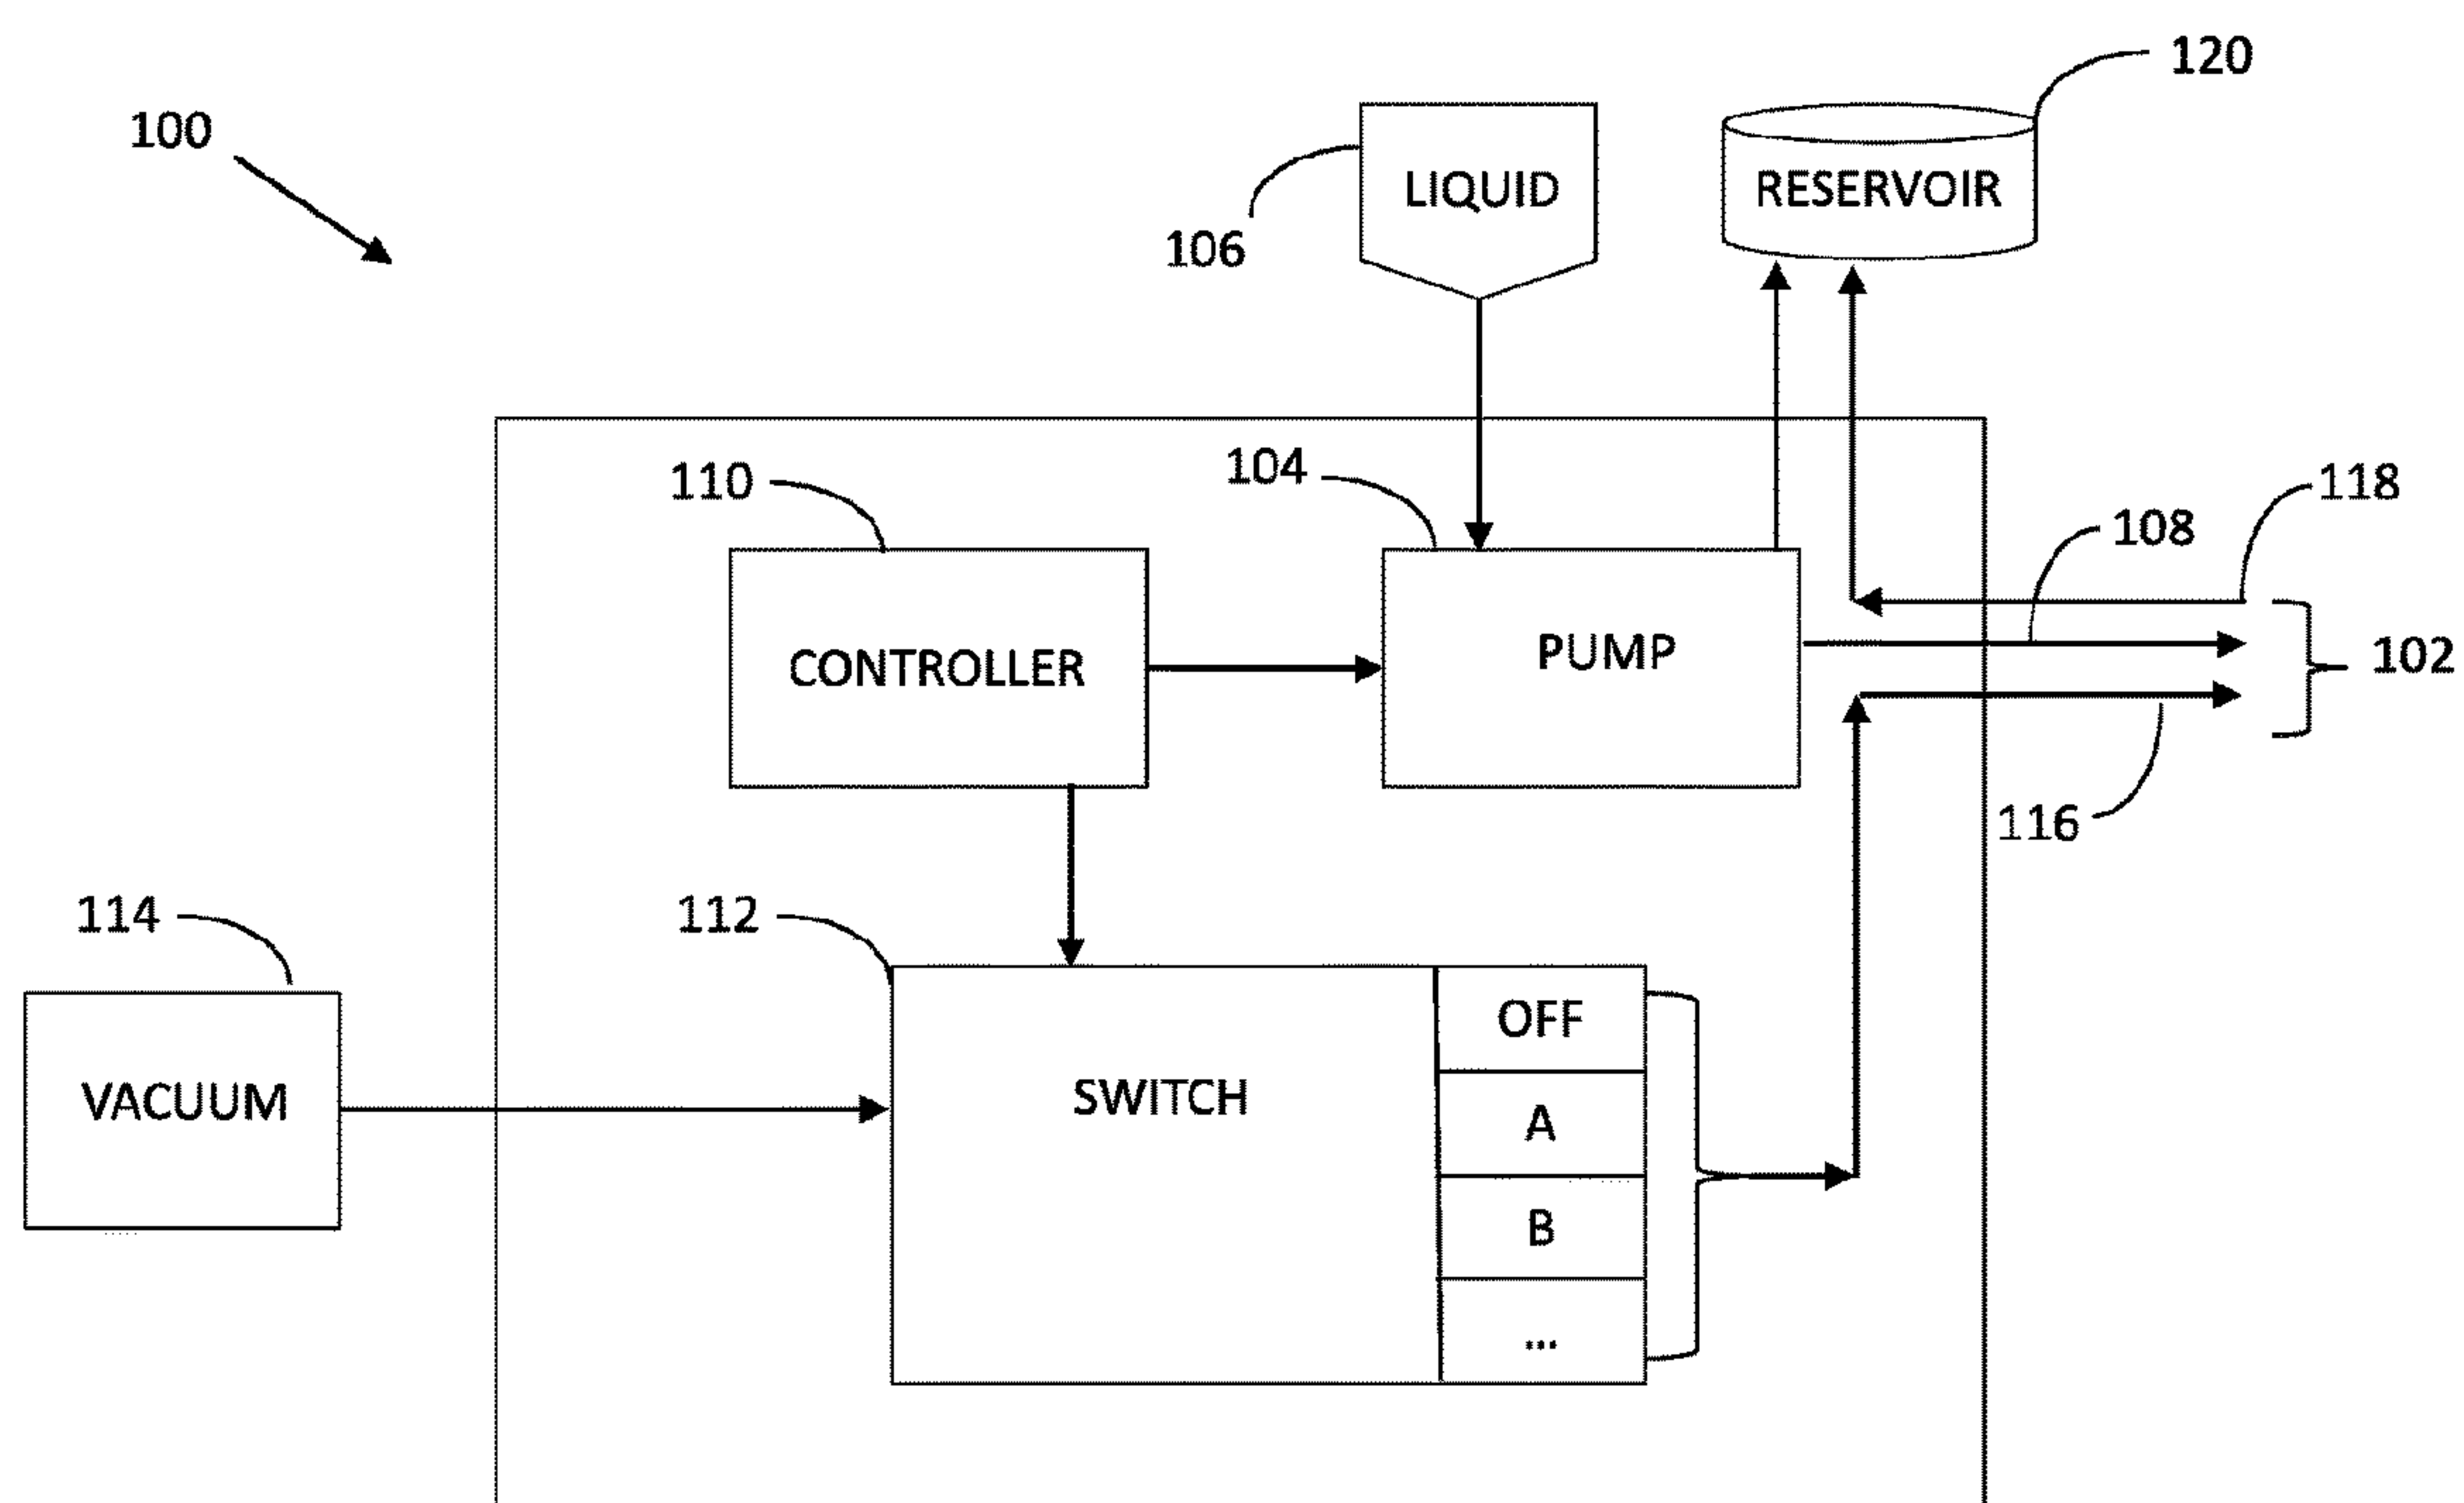 120
100
LIQUID
RESERVOIR
106
110
104
118
108
CONTROLLER
PUMP
102
116
114
112
OFF
VACUUM
SWITCH
A
B
...